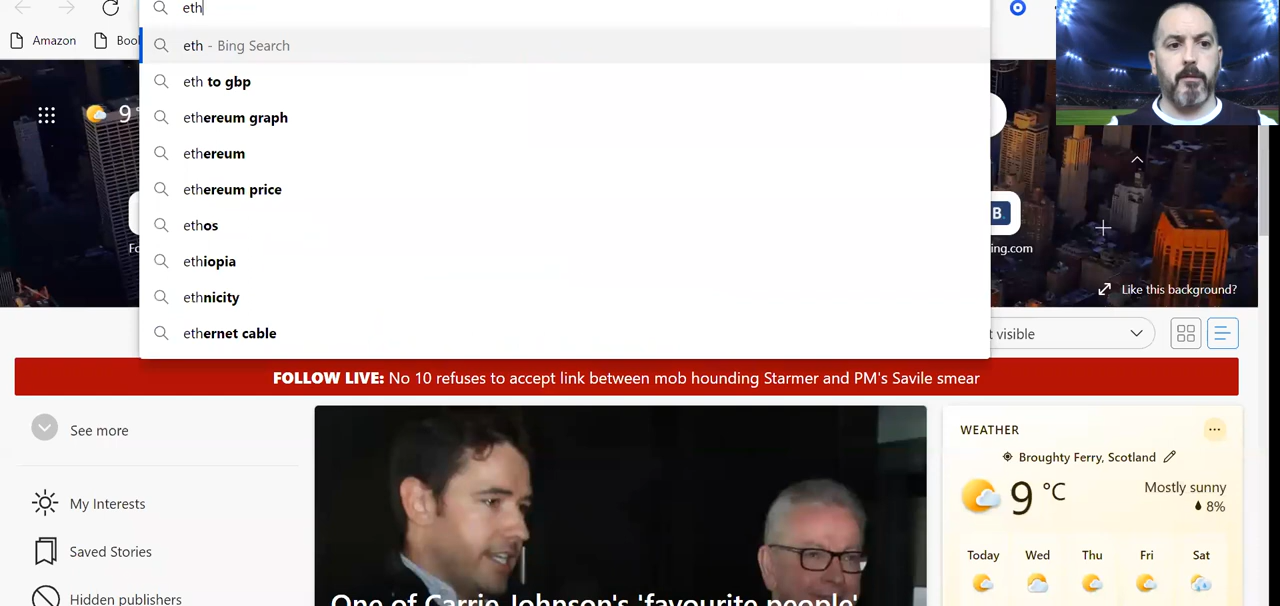 eth
Amazon
eth - Bing Search
eth to gbp
ethereum graph
ethereum
ethereum price
ethos
ethiopia
ethnicity
ethernet cable
9
B.
ing.com
Like this background?
t visible
FOLLOW LIVE: No 10 refuses to accept link between mob hounding Starmer and PM's Savile smear
See more
My Interests
Saved Stories
Hidden publishers
One of Carrie Johnson's 'favourite people'
WEATHER
Broughty Ferry, Scotland
9 °C
Mostly sunny
8%
Today Wed Thu Fri Sat